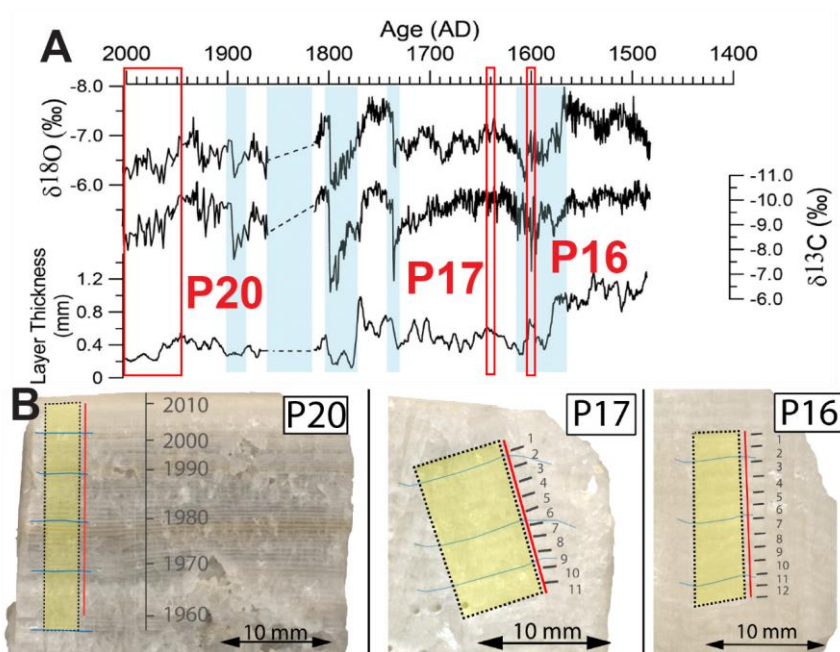 A
Age (AD)
2000 1900 1800 1700 1600 1500 1400
δ18O (‰)
-8.0
-7.0
-6.0
δ13C (‰)
-11.0
-10.0
-9.0
-8.0
-7.0
-6.0
P20
P17
P16
Layer Thickness
(mm)
1.2
0.8
0.4
0
B
P20
2010
2000
1990
1980
1970
1960
10 mm
P17
1
2
3
4
5
6
7
8
9
10
11
10 mm
P16
1
2
3
4
5
6
7
8
9
10
11
12
10 mm